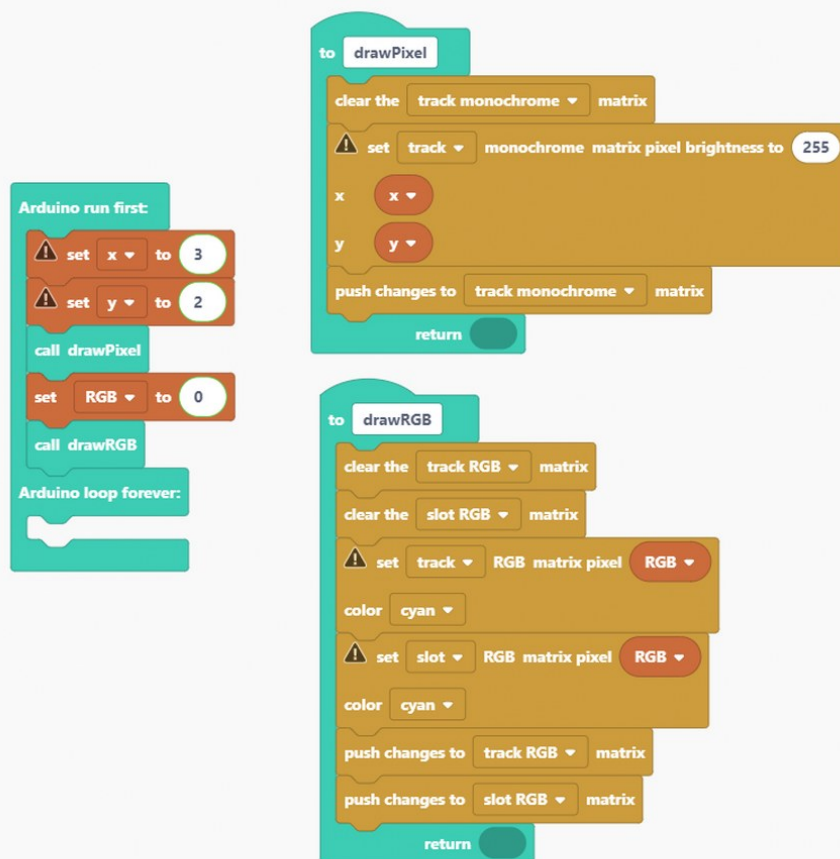 Arduino run first:
set x to 3
set y to 2
call drawPixel
set RGB to 0
call drawRGB
Arduino loop forever:
to drawPixel
clear the track monochrome matrix
set track monochrome matrix pixel brightness to 255
x x
y y
push changes to track monochrome matrix
return
to drawRGB
clear the track RGB matrix
clear the slot RGB matrix
set track RGB matrix pixel RGB
color cyan
set slot RGB matrix pixel RGB
color cyan
push changes to track RGB matrix
push changes to slot RGB matrix
return